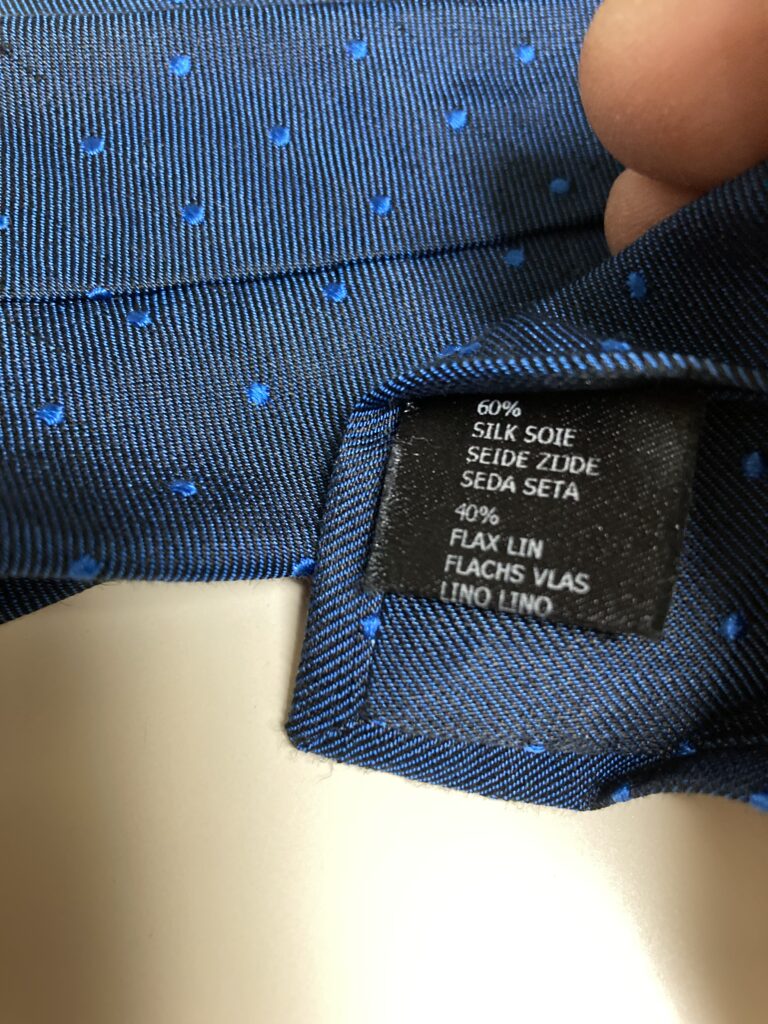 60%
SILK SOIE
SEIDE ZIJDE
SEDA SETA
40%
FLAX LIN
FLACHS VLAS
LINO LINO